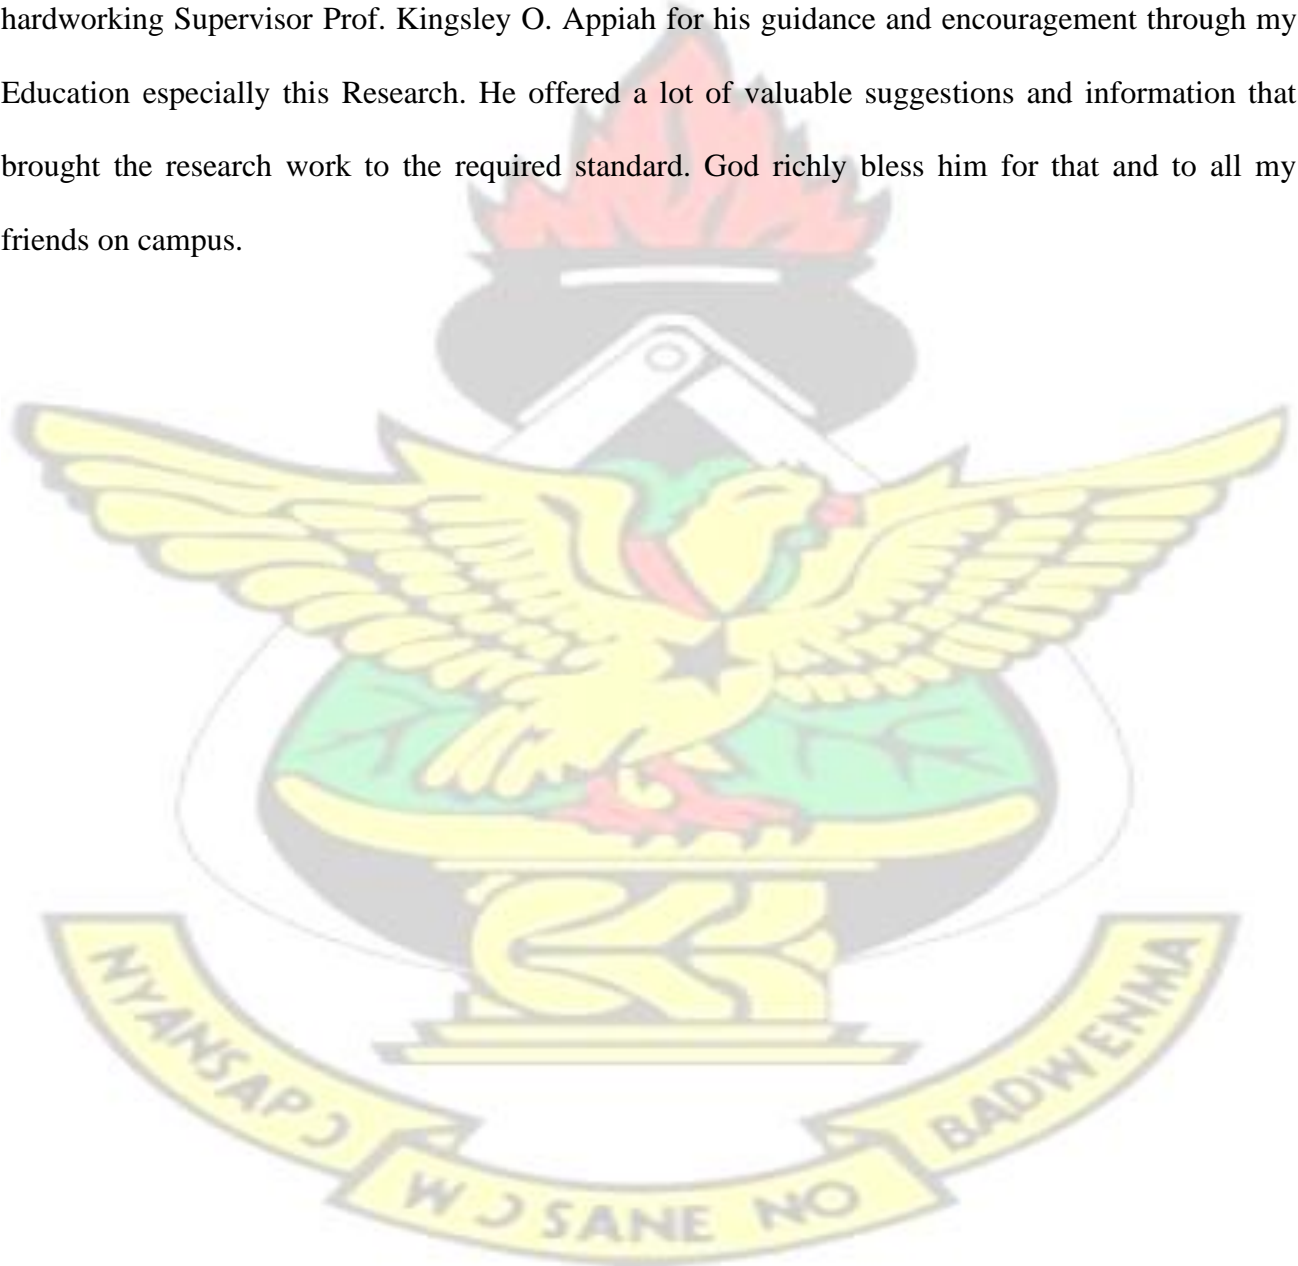 hardworking Supervisor Prof. Kingsley O. Appiah for his guidance and encouragement through my
Education especially this Research. He offered a lot of valuable suggestions and information that
brought the research work to the required standard. God richly bless him for that and to all my
friends on campus.
NYANSAPƆ
WƆSANE NO
BADWENMA